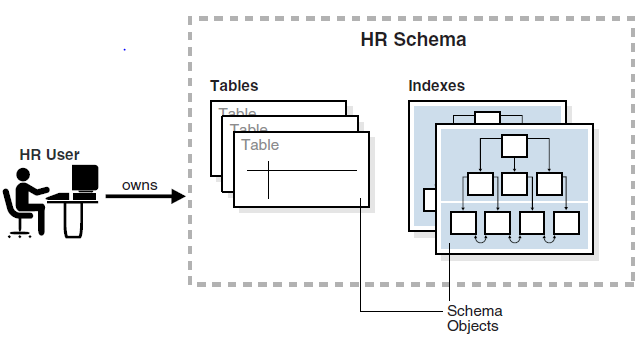 HR Schema
Tables
Indexes
Table
Table
Table
HR User
owns
Schema
Objects